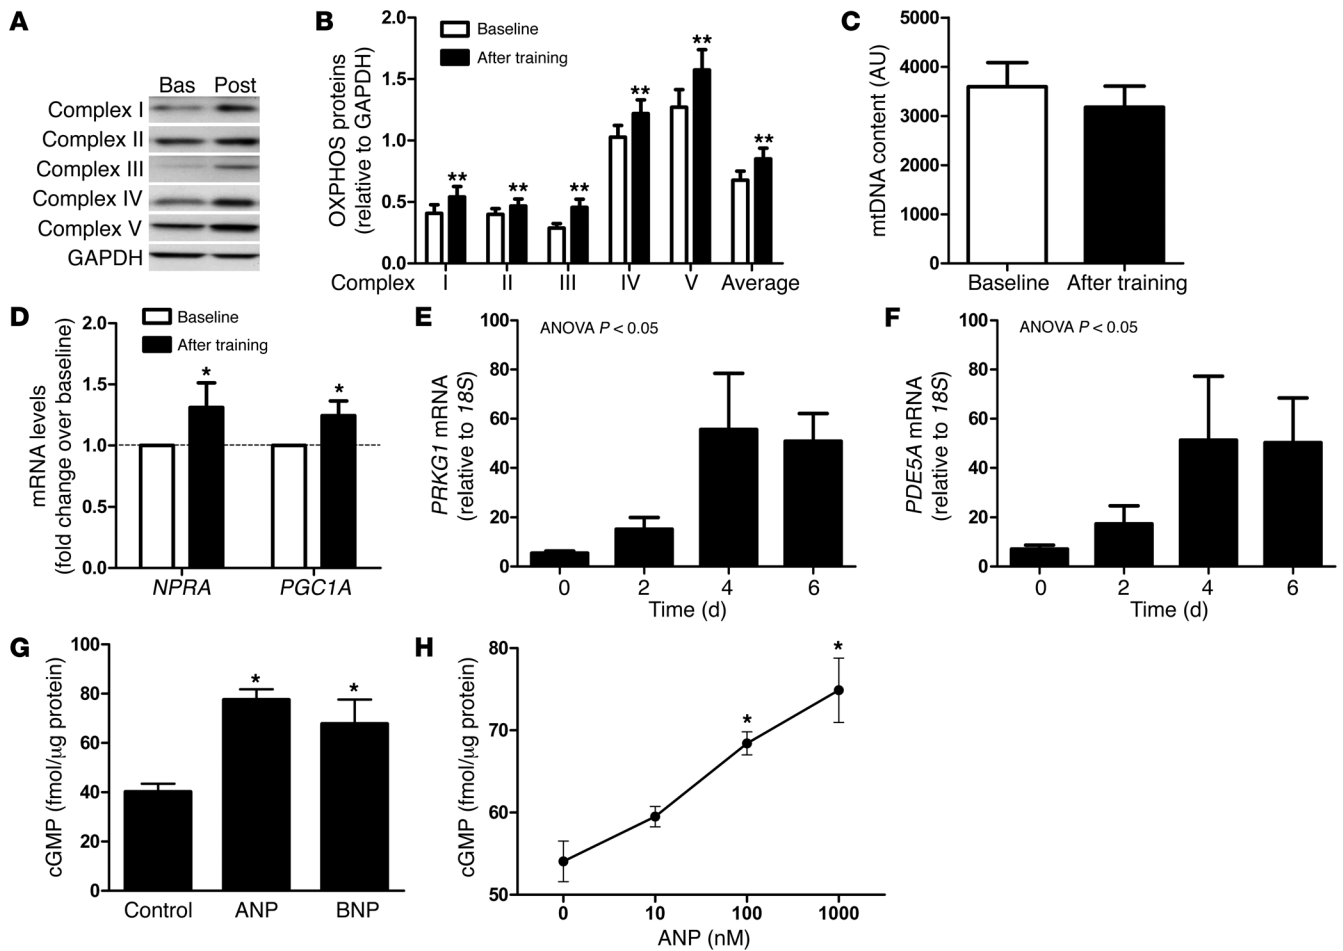 A
Bas Post
Complex I
Complex II
Complex III
Complex IV
Complex V
GAPDH
B
OXPHOS proteins
(relative to GAPDH)
2.0
1.5
1.0
0.5
0.0
Baseline
After training
** ** ** ** ** **
Complex I II III IV V Average
C
mtDNA content (AU)
5000
4000
3000
2000
1000
0
Baseline After training
D
mRNA levels
(fold change over baseline)
2.0
1.5
1.0
0.5
0.0
Baseline
After training
* *
NPRA PGC1A
E
PRKG1 mRNA
(relative to 18S)
100
80
60
40
20
0
ANOVA P < 0.05
0 2 4 6
Time (d)
F
PDE5A mRNA
(relative to 18S)
100
80
60
40
20
0
ANOVA P < 0.05
0 2 4 6
Time (d)
G
cGMP (fmol/μg protein)
100
80
60
40
20
0
* *
Control ANP BNP
H
cGMP (fmol/μg protein)
80
70
60
50
* *
0 10 100 1000
ANP (nM)